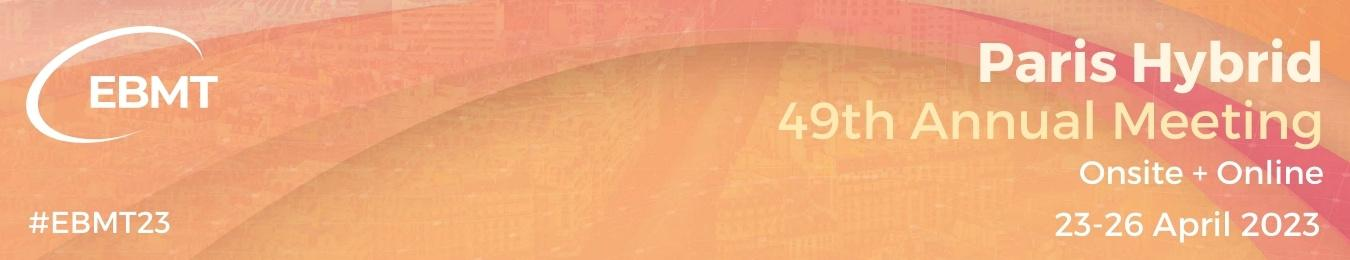 EBMT
Paris Hybrid
49th Annual Meeting
Onsite + Online
23-26 April 2023
#EBMT23